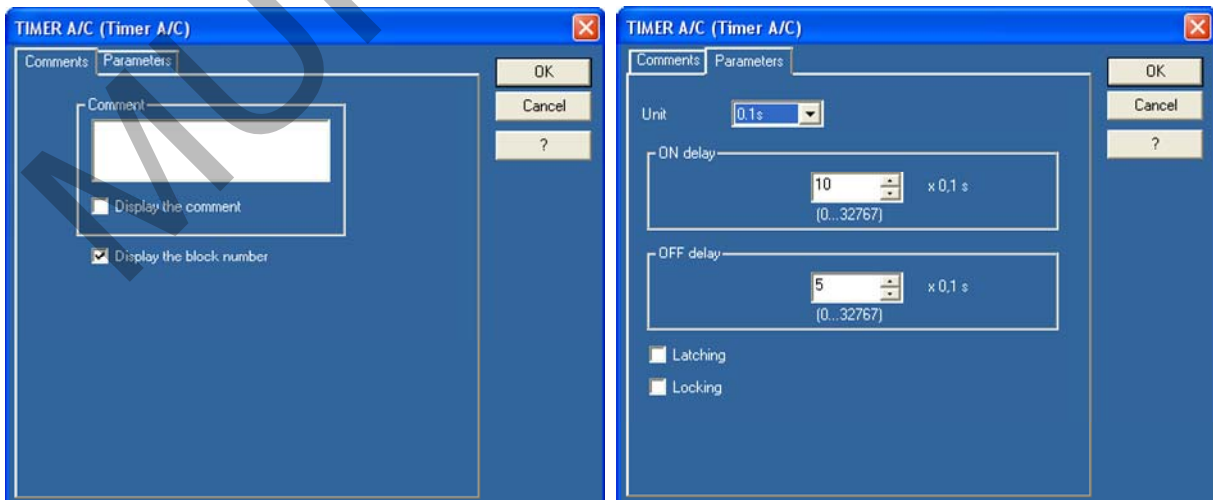 TIMER A/C (Timer A/C)
Comments Parameters
OK
Cancel
?
Comment
Display the comment
Display the block number
TIMER A/C (Timer A/C)
Comments Parameters
OK
Cancel
?
Unit 0.1s
ON delay
10 x 0,1 s
(0...32767)
OFF delay
5 x 0,1 s
(0...32767)
Latching
Locking